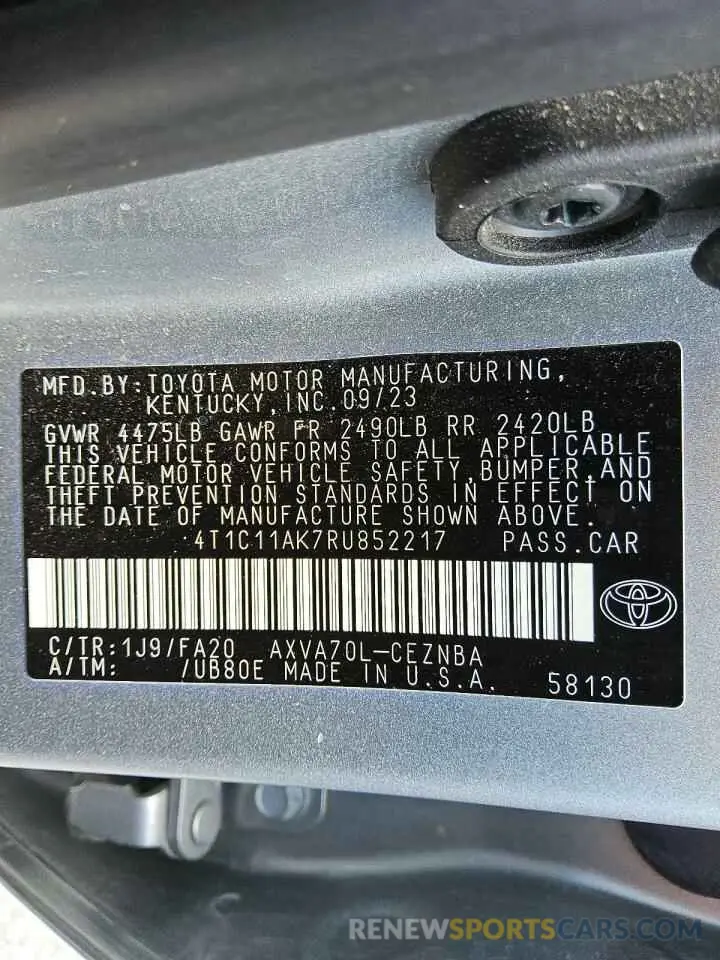 MFD.BY:TOYOTA MOTOR MANUFACTURING,
KENTUCKY,INC.09/23
GVWR 4475LB GAWR FR 2490LB RR 2420LB
THIS VEHICLE CONFORMS TO ALL APPLICABLE
FEDERAL MOTOR VEHICLE SAFETY,BUMPER,AND
THEFT PREVENTION STANDARDS IN EFFECT ON
THE DATE OF MANUFACTURE SHOWN ABOVE.
4T1C11AK7RU852217 PASS.CAR
C/TR:1J9/FA20 AXVA70L-CEZNBA
A/TM: /UB80E MADE IN U.S.A. 58130
RENEWSPORTSCARS.COM